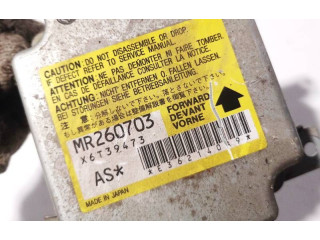 CAUTION DO NOT DISASSEMBLE OR DROP.
IF DEFECT REFER TO SERVICE MANUAL.
ATTENTION NE PAS DEMONTER NI FAIRE TOMBER.
EN CAS DE DEFAILLANCE CONSULTER LA NOTICE.
ACHTUNG NICHT ENTFERNEN O. FALLEN LASSEN.
BEI STÖRUNGEN SIEHE BETRIEBSANLEITUNG.
MR260703
X6T39473
FORWARD
DEVANT
VORNE
AS*
*E36214049*
MADE IN JAPAN